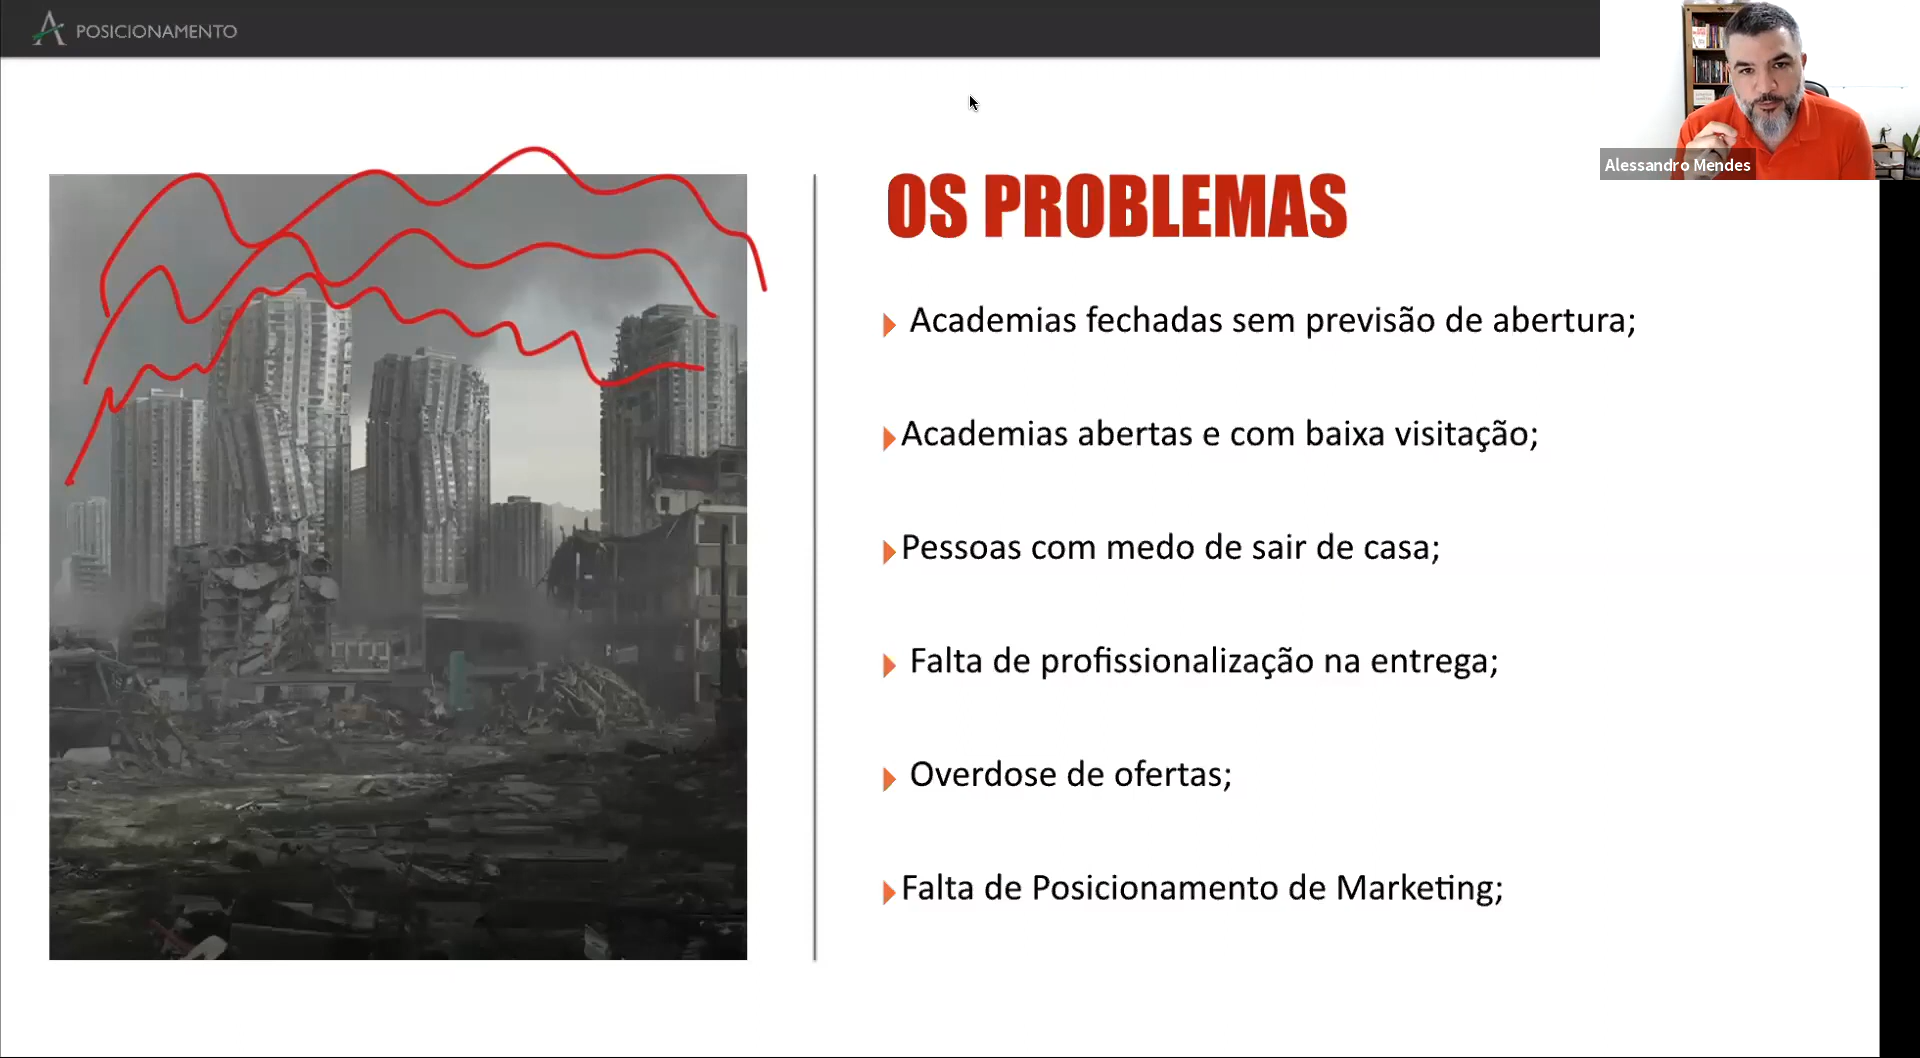 POSICIONAMENTO
Alessandro Mendes
OS PROBLEMAS
Academias fechadas sem previsão de abertura;
Academias abertas e com baixa visitação;
Pessoas com medo de sair de casa;
Falta de profissionalização na entrega;
Overdose de ofertas;
Falta de Posicionamento de Marketing;